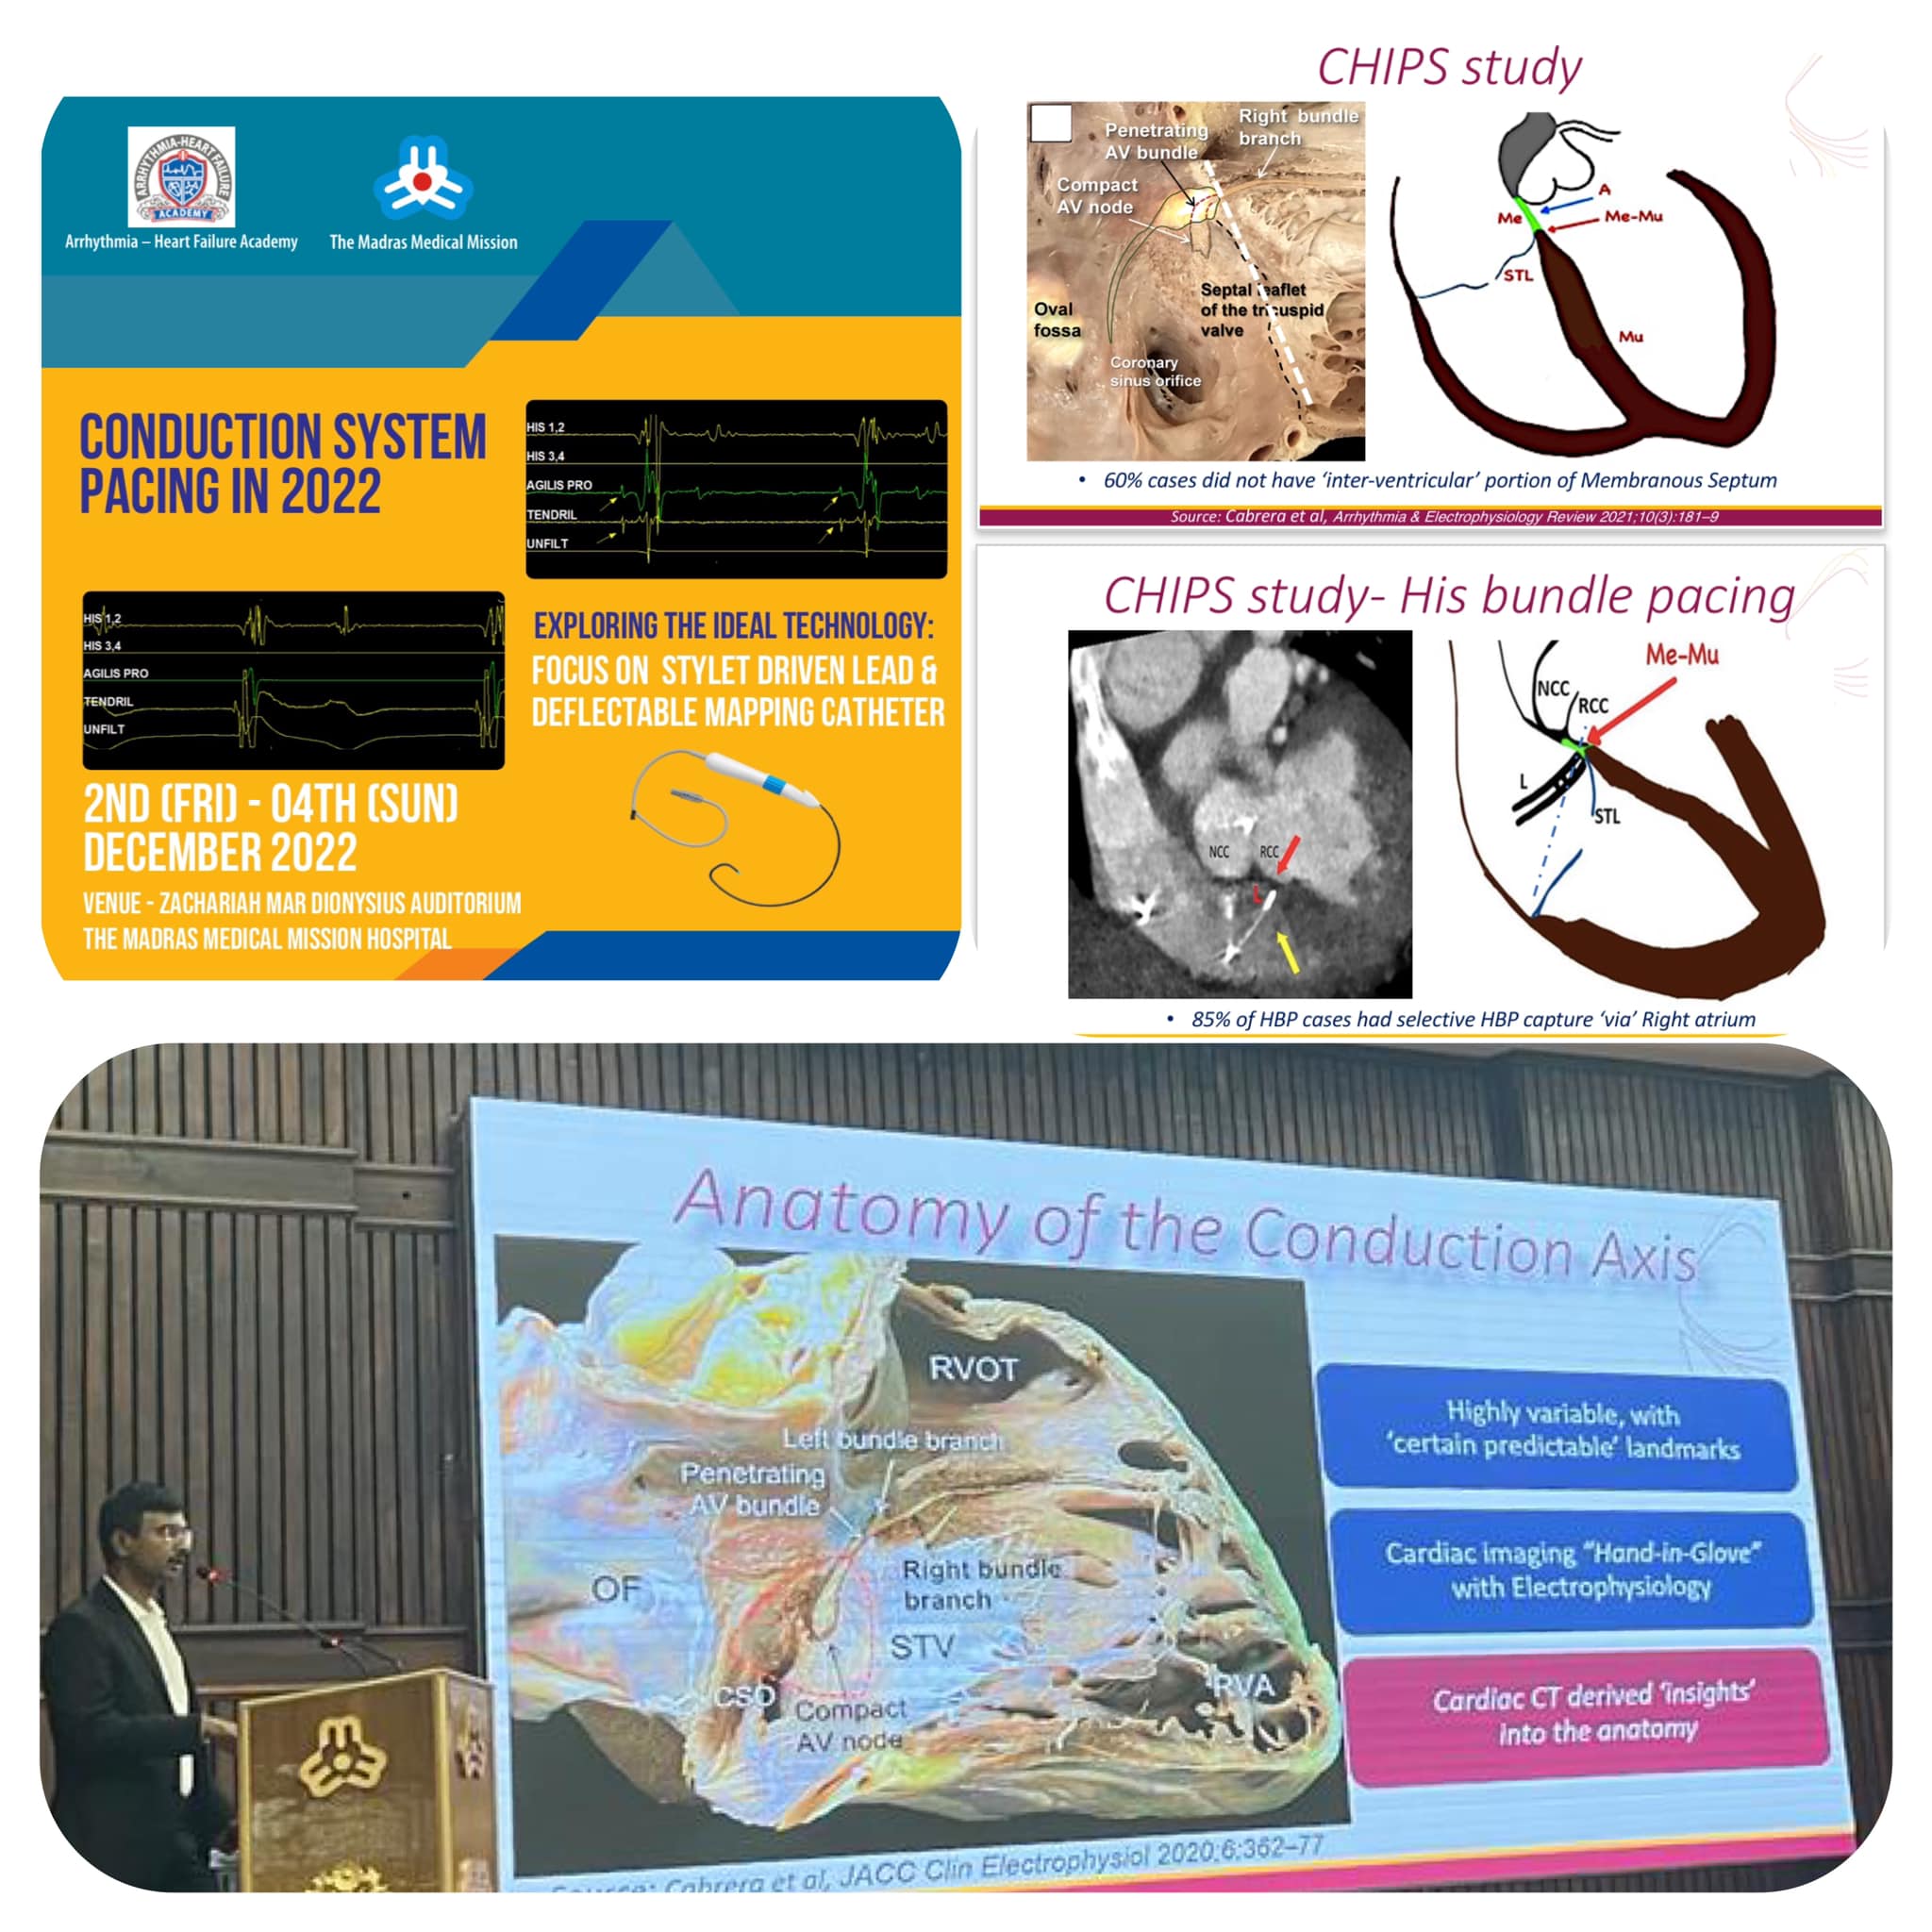 ARRHYTHMIA-HEART FAILURE
ACADEMY
Arrhythmia – Heart Failure Academy
The Madras Medical Mission
CONDUCTION SYSTEM
PACING IN 2022
HIS 1,2
HIS 3,4
AGILIS PRO
TENDRIL
UNFILT
HIS 1,2
HIS 3,4
AGILIS PRO
TENDRIL
UNFILT
EXPLORING THE IDEAL TECHNOLOGY:
FOCUS ON STYLET DRIVEN LEAD &
DEFLECTABLE MAPPING CATHETER
2ND (FRI) - 04TH (SUN)
DECEMBER 2022
VENUE - ZACHARIAH MAR DIONYSIUS AUDITORIUM
THE MADRAS MEDICAL MISSION HOSPITAL
CHIPS study
Penetrating
AV bundle
Right bundle
branch
Compact
AV node
Oval
fossa
Septal leaflet
of the tricuspid
valve
Coronary
sinus orifice
A
Me
Me-Mu
STL
Mu
• 60% cases did not have ‘inter-ventricular’ portion of Membranous Septum
Source: Cabrera et al, Arrhythmia & Electrophysiology Review 2021;10(3):181–9
CHIPS study- His bundle pacing
NCC
RCC
L
Me-Mu
NCC
RCC
L
STL
• 85% of HBP cases had selective HBP capture ‘via’ Right atrium
Anatomy of the Conduction Axis
RVOT
Left bundle branch
Penetrating
AV bundle
Right bundle
branch
OF
STV
CSO
RVA
Compact
AV node
Highly variable, with
‘certain predictable’ landmarks
Cardiac imaging “Hand-in-Glove”
with Electrophysiology
Cardiac CT derived ‘insights’
into the anatomy
Source: Cabrera et al, JACC Clin Electrophysiol 2020;6:362–77